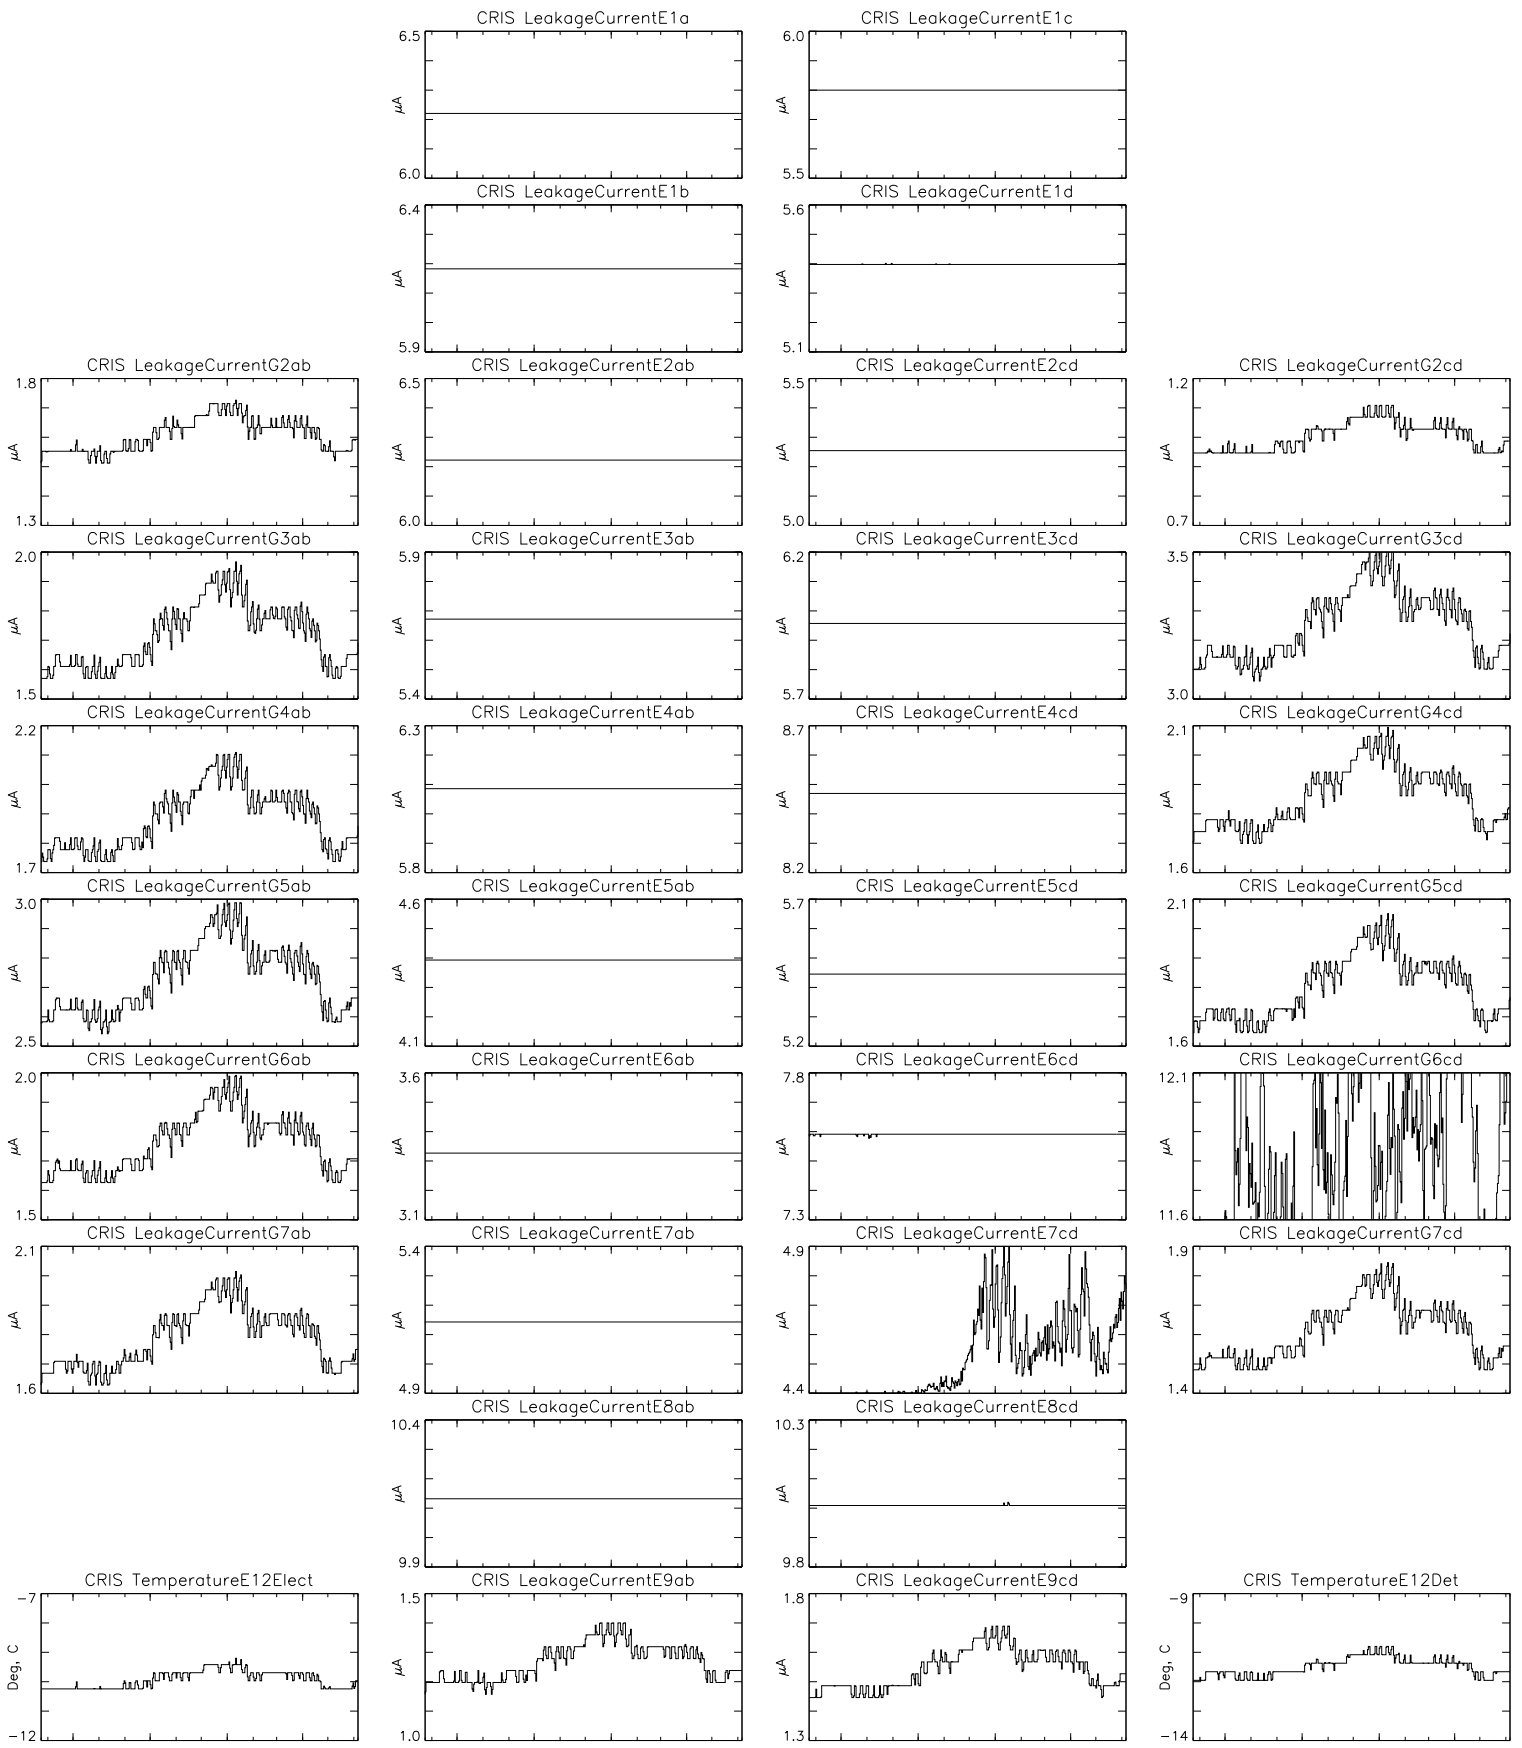 CRIS LeakageCurrentE1a
CRIS LeakageCurrentE1c
6.5
μA
6.0
6.0
μA
5.5
CRIS LeakageCurrentE1b
CRIS LeakageCurrentE1d
6.4
μA
5.9
5.6
μA
5.1
CRIS LeakageCurrentG2ab
CRIS LeakageCurrentE2ab
CRIS LeakageCurrentE2cd
CRIS LeakageCurrentG2cd
1.8
μA
1.3
6.5
μA
6.0
5.5
μA
5.0
1.2
μA
0.7
CRIS LeakageCurrentG3ab
CRIS LeakageCurrentE3ab
CRIS LeakageCurrentE3cd
CRIS LeakageCurrentG3cd
2.0
μA
1.5
5.9
μA
5.4
6.2
μA
5.7
3.5
μA
3.0
CRIS LeakageCurrentG4ab
CRIS LeakageCurrentE4ab
CRIS LeakageCurrentE4cd
CRIS LeakageCurrentG4cd
2.2
μA
1.7
6.3
μA
5.8
8.7
μA
8.2
2.1
μA
1.6
CRIS LeakageCurrentG5ab
CRIS LeakageCurrentE5ab
CRIS LeakageCurrentE5cd
CRIS LeakageCurrentG5cd
3.0
μA
2.5
4.6
μA
4.1
5.7
μA
5.2
2.1
μA
1.6
CRIS LeakageCurrentG6ab
CRIS LeakageCurrentE6ab
CRIS LeakageCurrentE6cd
CRIS LeakageCurrentG6cd
2.0
μA
1.5
3.6
μA
3.1
7.8
μA
7.3
12.1
μA
11.6
CRIS LeakageCurrentG7ab
CRIS LeakageCurrentE7ab
CRIS LeakageCurrentE7cd
CRIS LeakageCurrentG7cd
2.1
μA
1.6
5.4
μA
4.9
4.9
μA
4.4
1.9
μA
1.4
CRIS LeakageCurrentE8ab
CRIS LeakageCurrentE8cd
10.4
μA
9.9
10.3
μA
9.8
CRIS TemperatureE12Elect
CRIS LeakageCurrentE9ab
CRIS LeakageCurrentE9cd
CRIS TemperatureE12Det
-7
Deg, C
-12
1.5
μA
1.0
1.8
μA
1.3
-9
Deg, C
-14